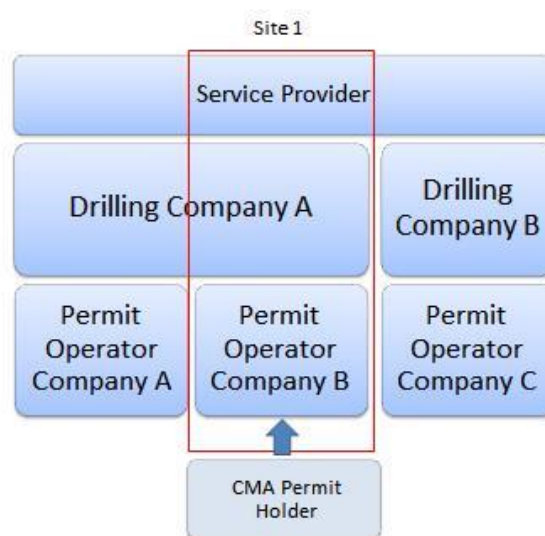 Site 1
Service Provider
Drilling Company A
Drilling
Company B
Permit
Operator
Company A
Permit
Operator
Company B
Permit
Operator
Company C
CMA Permit
Holder